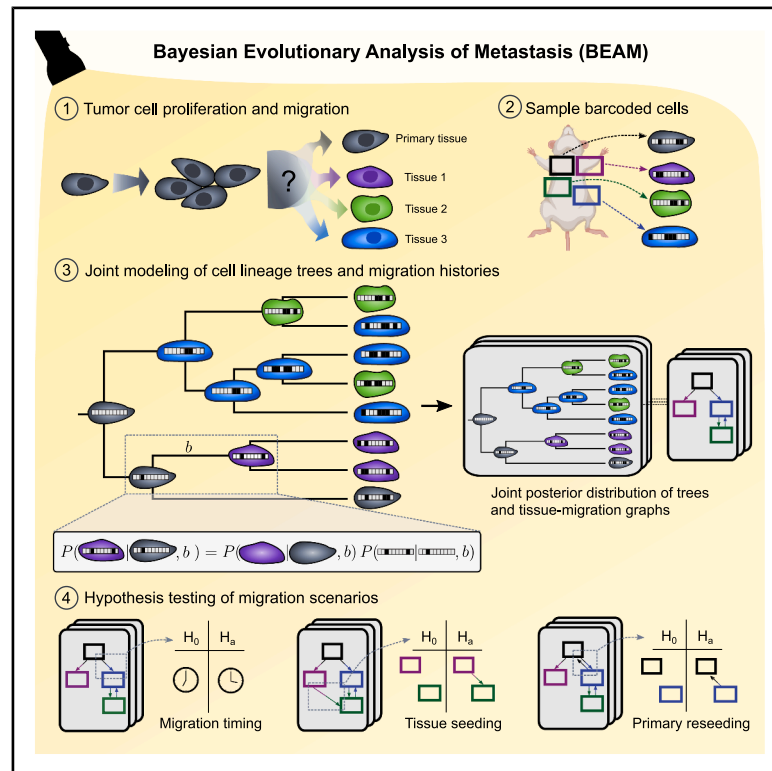 Bayesian Evolutionary Analysis of Metastasis (BEAM)
1 Tumor cell proliferation and migration
?
Primary tissue
Tissue 1
Tissue 2
Tissue 3
2 Sample barcoded cells
3 Joint modeling of cell lineage trees and migration histories
b
Joint posterior distribution of trees
and tissue-migration graphs
P( | , b ) = P( | , b) P( | , b)
4 Hypothesis testing of migration scenarios
H0 Ha
Migration timing
H0 Ha
Tissue seeding
H0 Ha
Primary reseeding